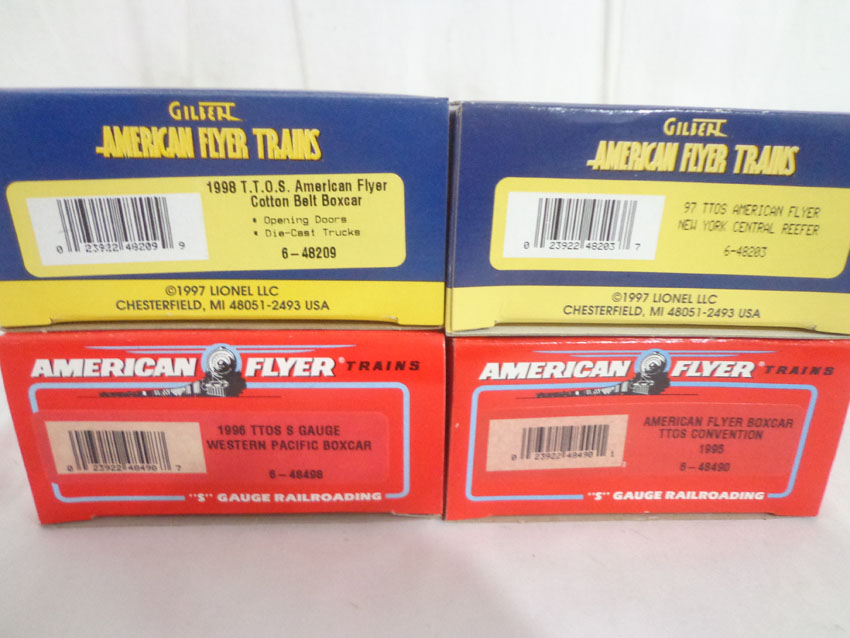 GILBERT
AMERICAN FLYER TRAINS
1998 T.T.O.S. American Flyer
Cotton Belt Boxcar
• Opening Doors
• Die-Cast Trucks
6-48209
0 23922 48209 9
©1997 LIONEL LLC
CHESTERFIELD, MI 48051-2493 USA
GILBERT
AMERICAN FLYER TRAINS
97 TTOS AMERICAN FLYER
NEW YORK CENTRAL REEFER
6-48203
0 23922 48203 7
©1997 LIONEL LLC
CHESTERFIELD, MI 48051-2493 USA
AMERICAN FLYER® TRAINS
1996 TTOS S GAUGE
WESTERN PACIFIC BOXCAR
6-48498
0 23922 48490 7
"S" GAUGE RAILROADING
AMERICAN FLYER® TRAINS
AMERICAN FLYER BOXCAR
TTOS CONVENTION
1995
6-48490
0 23922 48490 1
"S" GAUGE RAILROADING